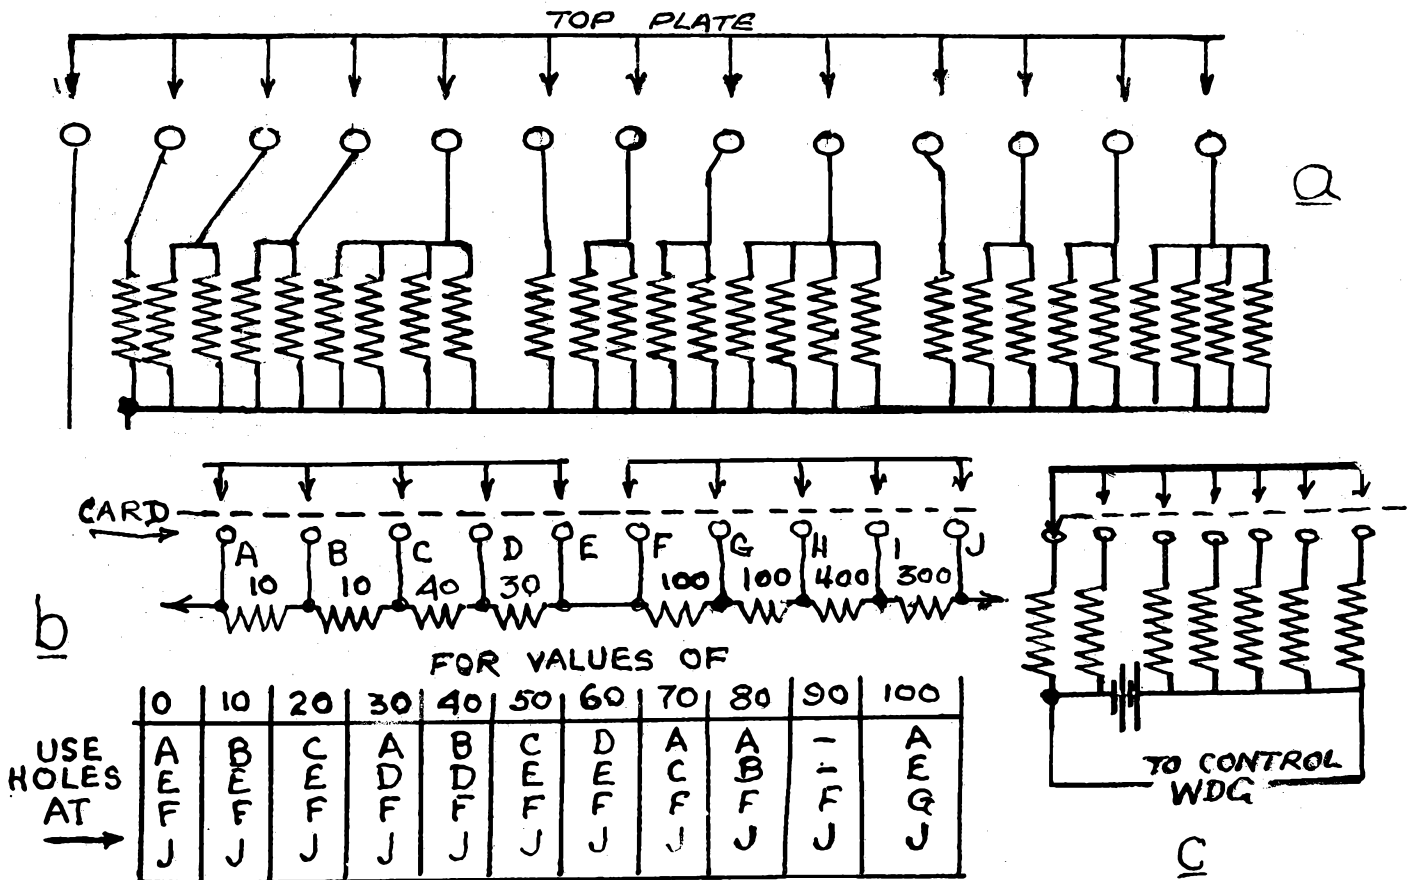 TOP PLATE
a
CARD
A B C D E F G H I J
10 10 40 30 100 100 400 300
b
FOR VALUES OF
0 10 20 30 40 50 60 70 80 90 100
USE HOLES AT
A B C A B C D A A - A
E E E D D E E C B - E
F F F F F F F F F F G
J J J J J J J J J J J
TO CONTROL
WDG
c